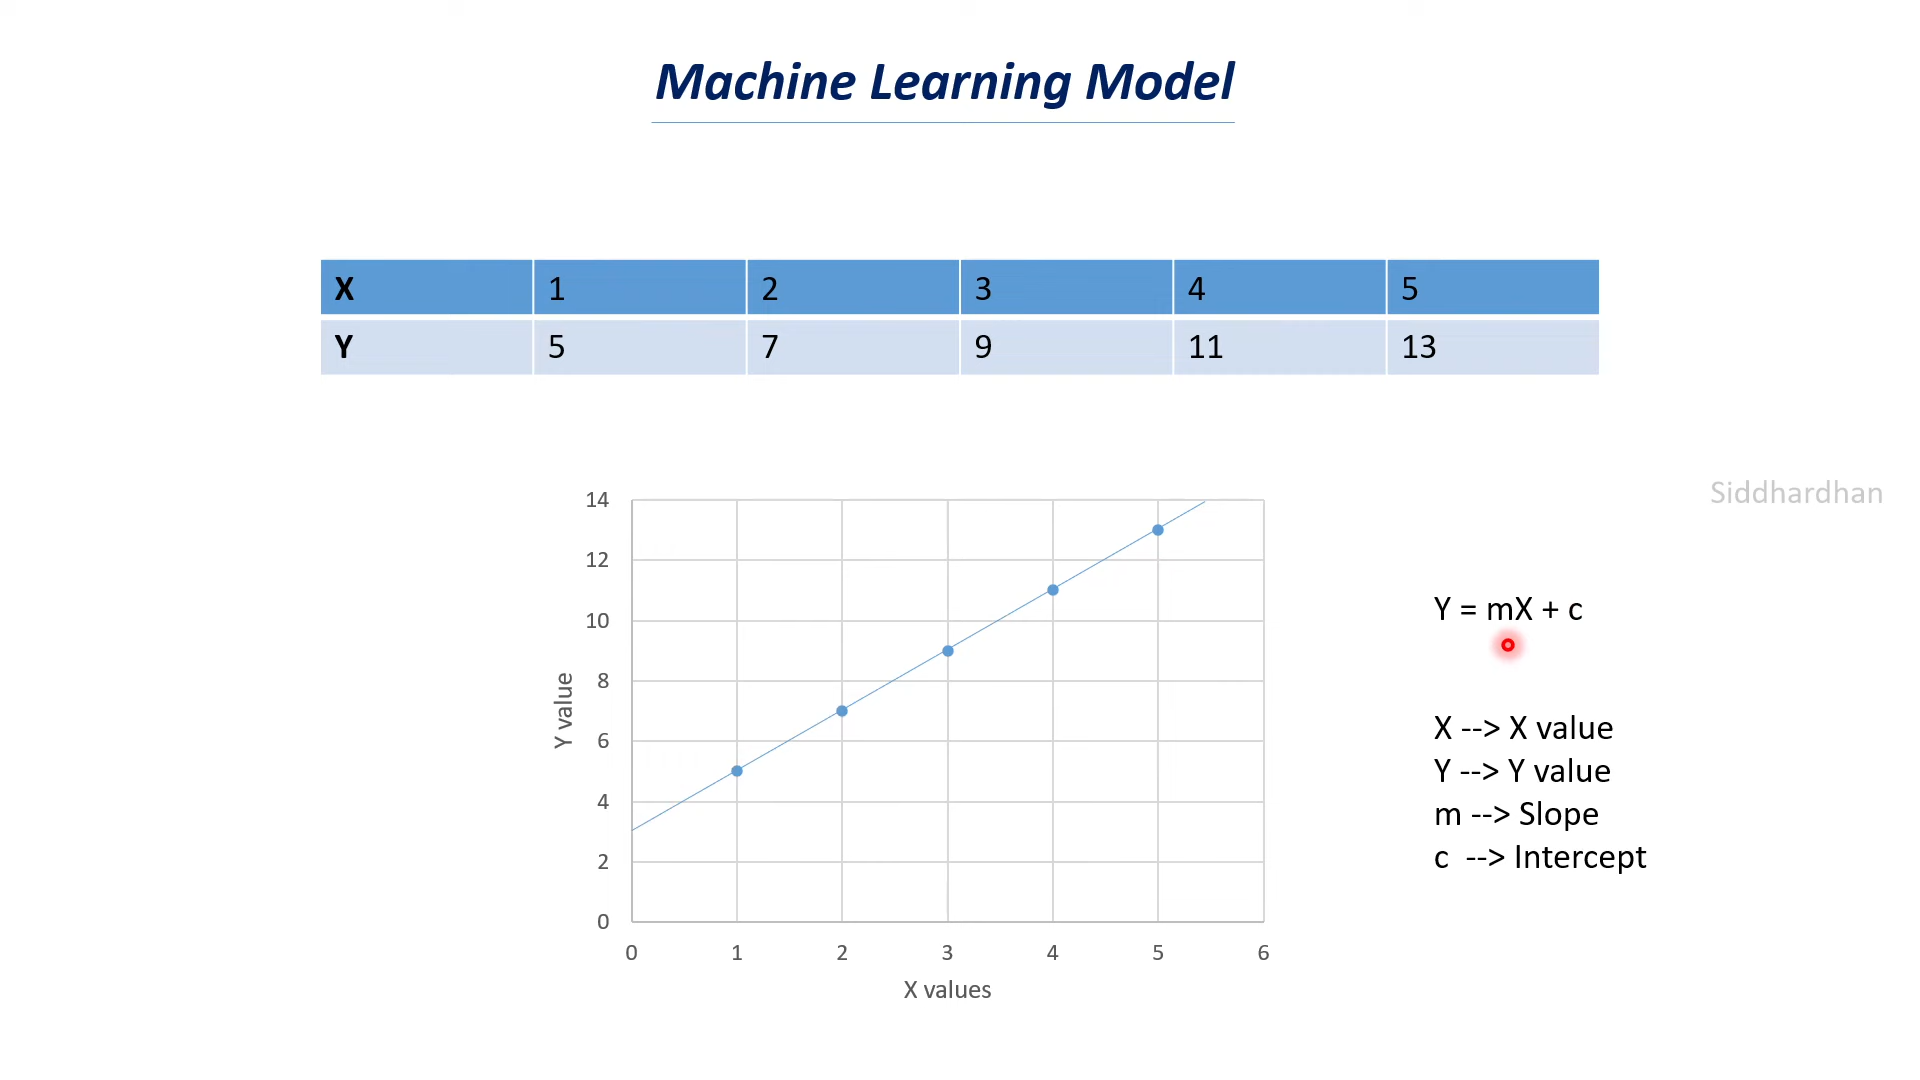 Machine Learning Model
X 1 2 3 4 5
Y 5 7 9 11 13
Siddhardhan
14
12
10
8
6
4
2
0
Y value
0 1 2 3 4 5 6
X values
Y = mX + c
X --> X value
Y --> Y value
m --> Slope
c --> Intercept